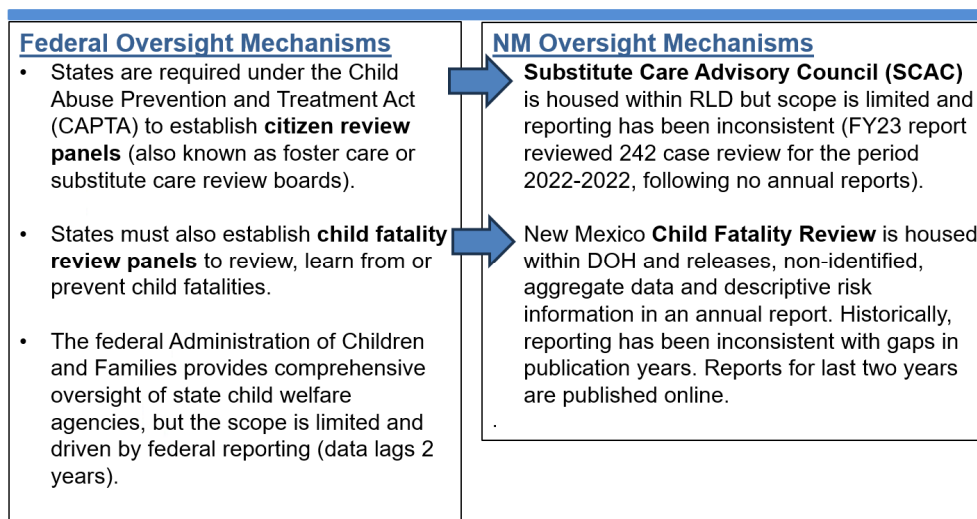 Federal Oversight Mechanisms
• States are required under the Child
Abuse Prevention and Treatment Act
(CAPTA) to establish citizen review
panels (also known as foster care or
substitute care review boards).
• States must also establish child fatality
review panels to review, learn from or
prevent child fatalities.
• The federal Administration of Children
and Families provides comprehensive
oversight of state child welfare
agencies, but the scope is limited and
driven by federal reporting (data lags 2
years).
NM Oversight Mechanisms
Substitute Care Advisory Council (SCAC)
is housed within RLD but scope is limited and
reporting has been inconsistent (FY23 report
reviewed 242 case review for the period
2022-2022, following no annual reports).
New Mexico Child Fatality Review is housed
within DOH and releases, non-identified,
aggregate data and descriptive risk
information in an annual report. Historically,
reporting has been inconsistent with gaps in
publication years. Reports for last two years
are published online.
.